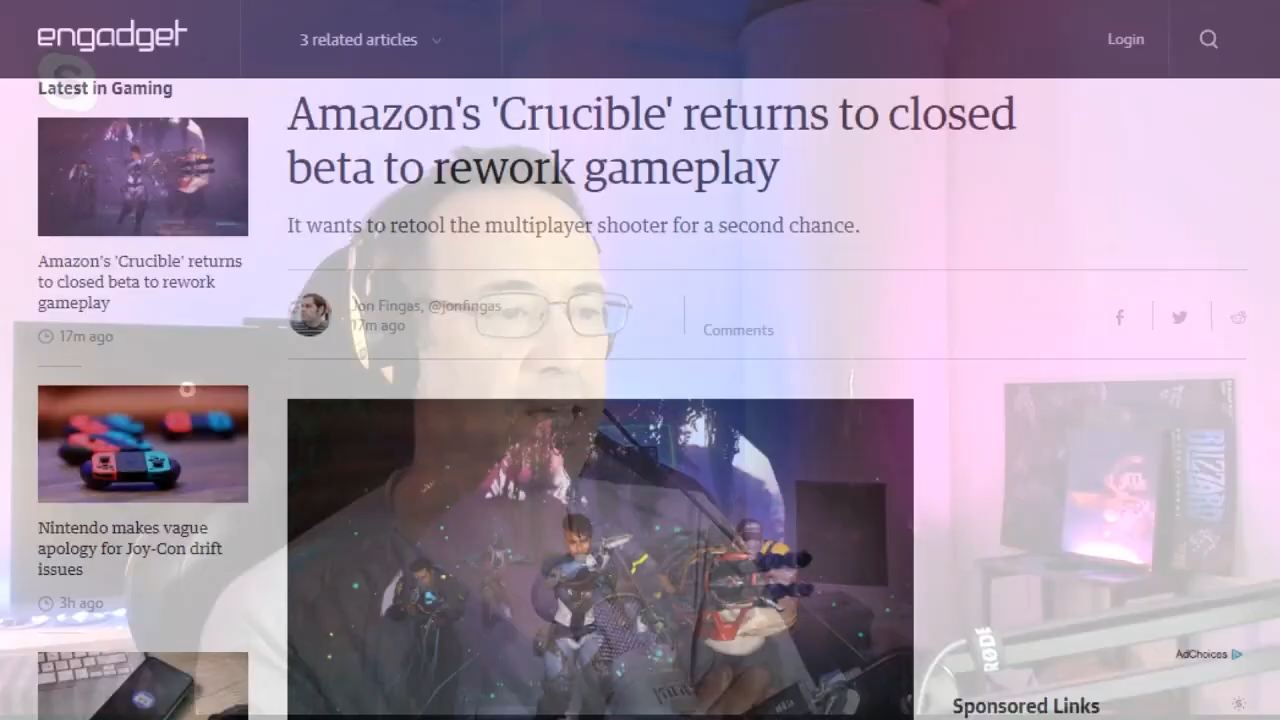 engadget
3 related articles
Login
Latest in Gaming
Amazon's 'Crucible' returns to closed
beta to rework gameplay
It wants to retool the multiplayer shooter for a second chance.
Amazon's 'Crucible' returns
to closed beta to rework
gameplay
17m ago
Jon Fingas, @jonfingas
17m ago
Comments
Nintendo makes vague
apology for Joy-Con drift
issues
3h ago
BLIZZARD
RØDE
AdChoices
Sponsored Links